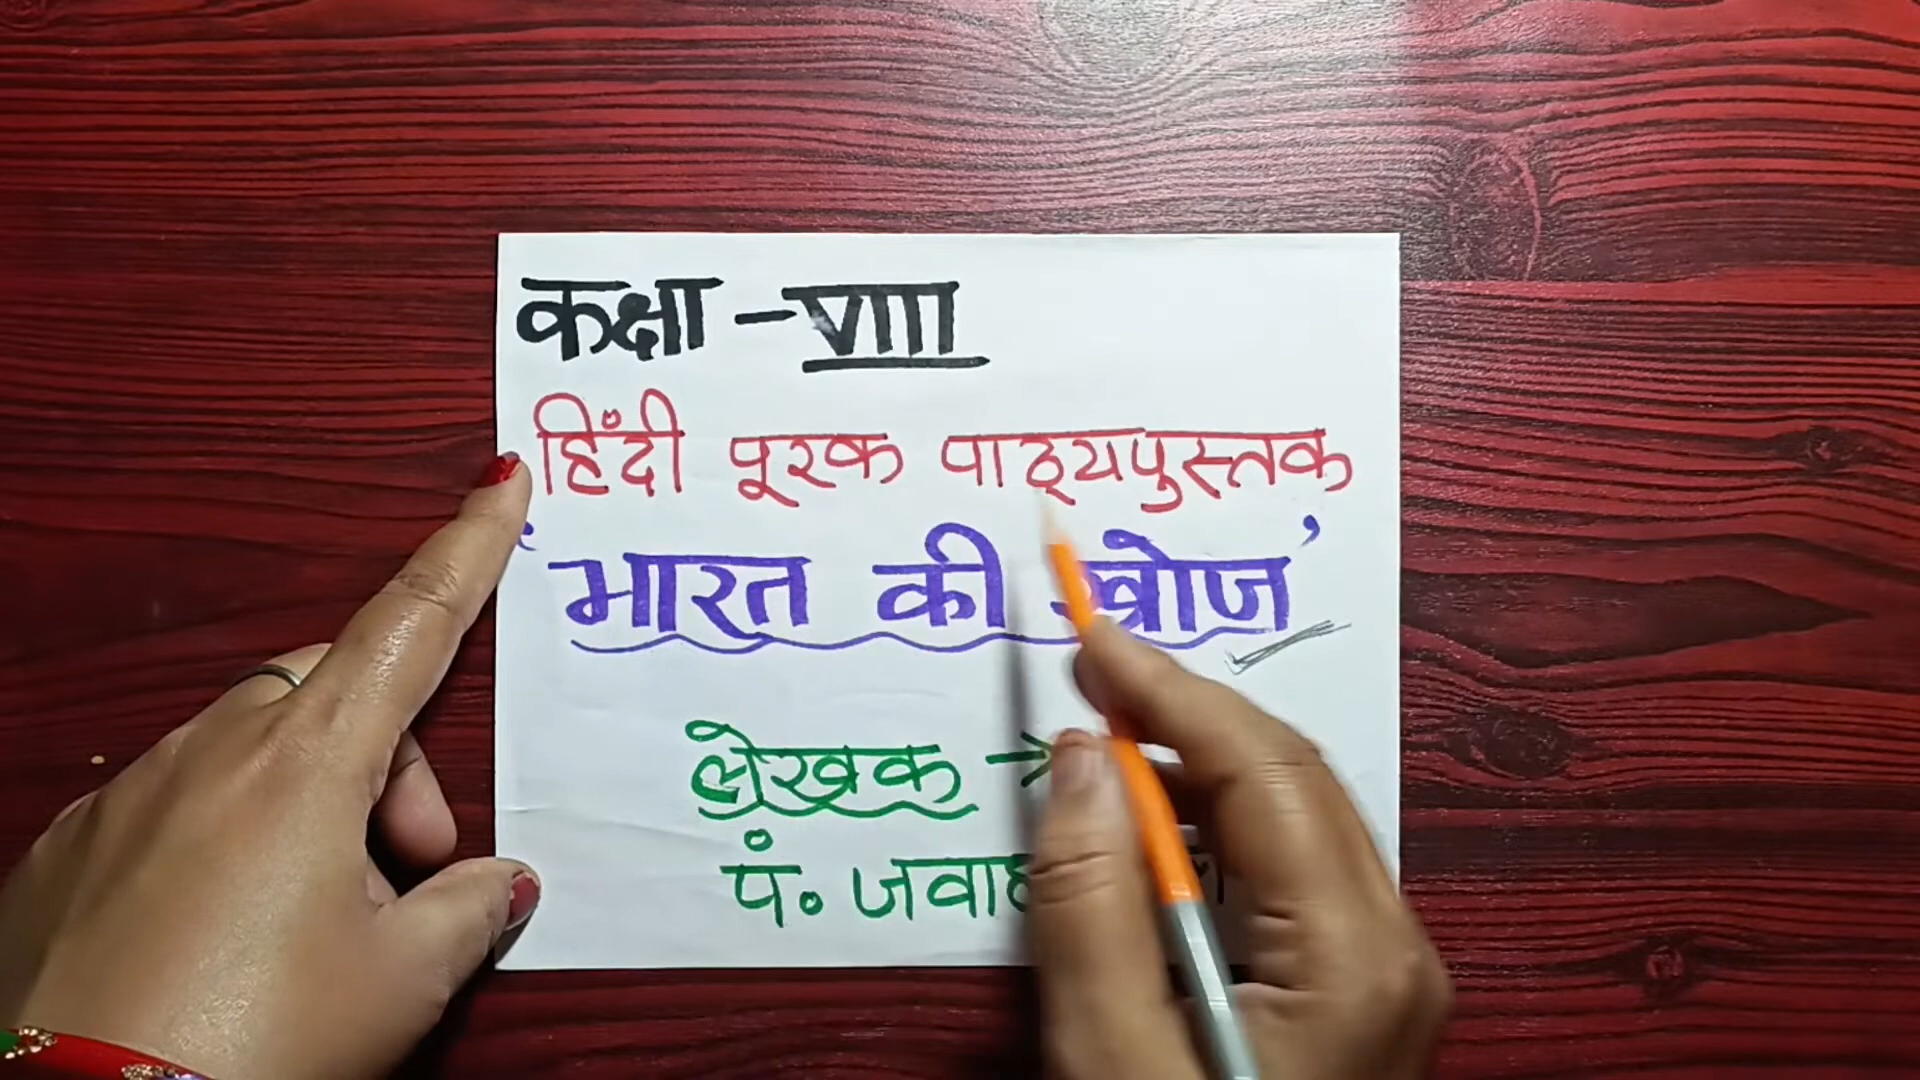 कक्षा - VIII
हिंदी पूरक पाठ्यपुस्तक
'भारत की खोज'
लेखक →
पं. जवाह